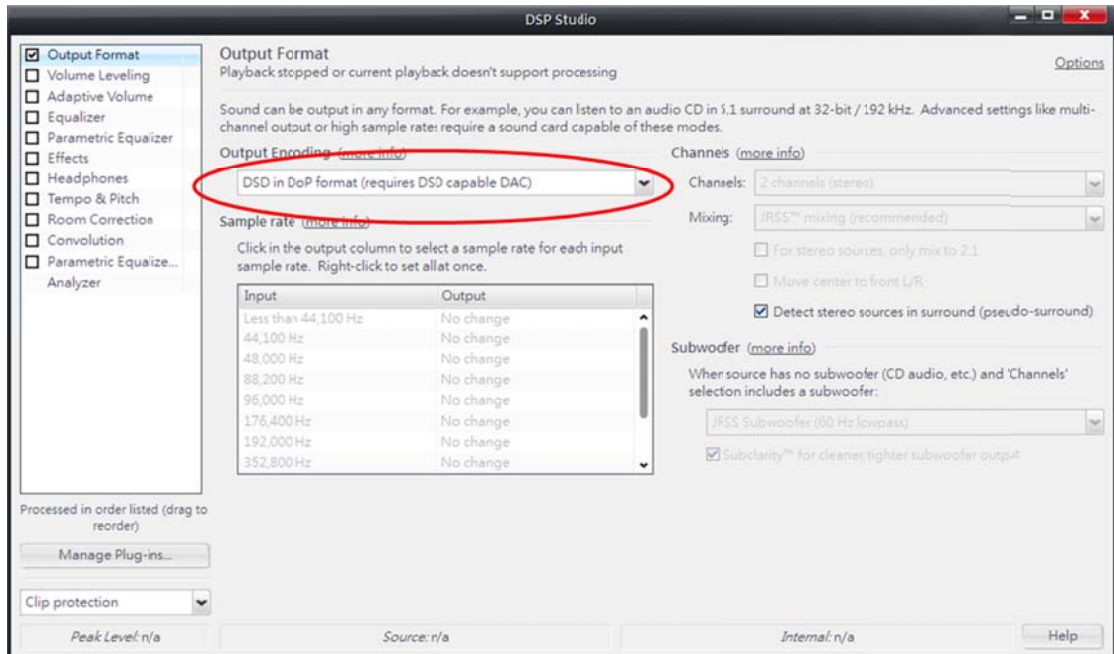 DSP Studio
Output Format
Volume Leveling
Adaptive Volume
Equalizer
Parametric Equalizer
Effects
Headphones
Tempo & Pitch
Room Correction
Convolution
Parametric Equalize...
Analyzer
Processed in order listed (drag to
reorder)
Manage Plug-ins...
Clip protection
Output Format
Playback stopped or current playback doesn't support processing
Options
Sound can be output in any format. For example, you can listen to an audio CD in 5.1 surround at 32-bit / 192 kHz. Advanced settings like multi-
channel output or high sample rates require a sound card capable of these modes.
Output Encoding (more info)
DSD in DoP format (requires DSD capable DAC)
Sample rate (more info)
Click in the output column to select a sample rate for each input
sample rate. Right-click to set all at once.
Input Output
Less than 44,100 Hz No change
44,100 Hz No change
48,000 Hz No change
88,200 Hz No change
96,000 Hz No change
176,400 Hz No change
192,000 Hz No change
352,800 Hz No change
Channes (more info)
Channels: 2 channels (stereo)
Mixing: JRSS™ mixing (recommended)
For stereo sources, only mix to 2.1
Move center to front L/R
Detect stereo sources in surround (pseudo-surround)
Subwoofer (more info)
When source has no subwoofer (CD audio, etc.) and 'Channels'
selection includes a subwoofer:
JRSS Subwoofer (60 Hz lowpass)
Subclarity™ for cleaner, tighter subwoofer output
Peak Level: n/a
Source: n/a
Internal: n/a
Help